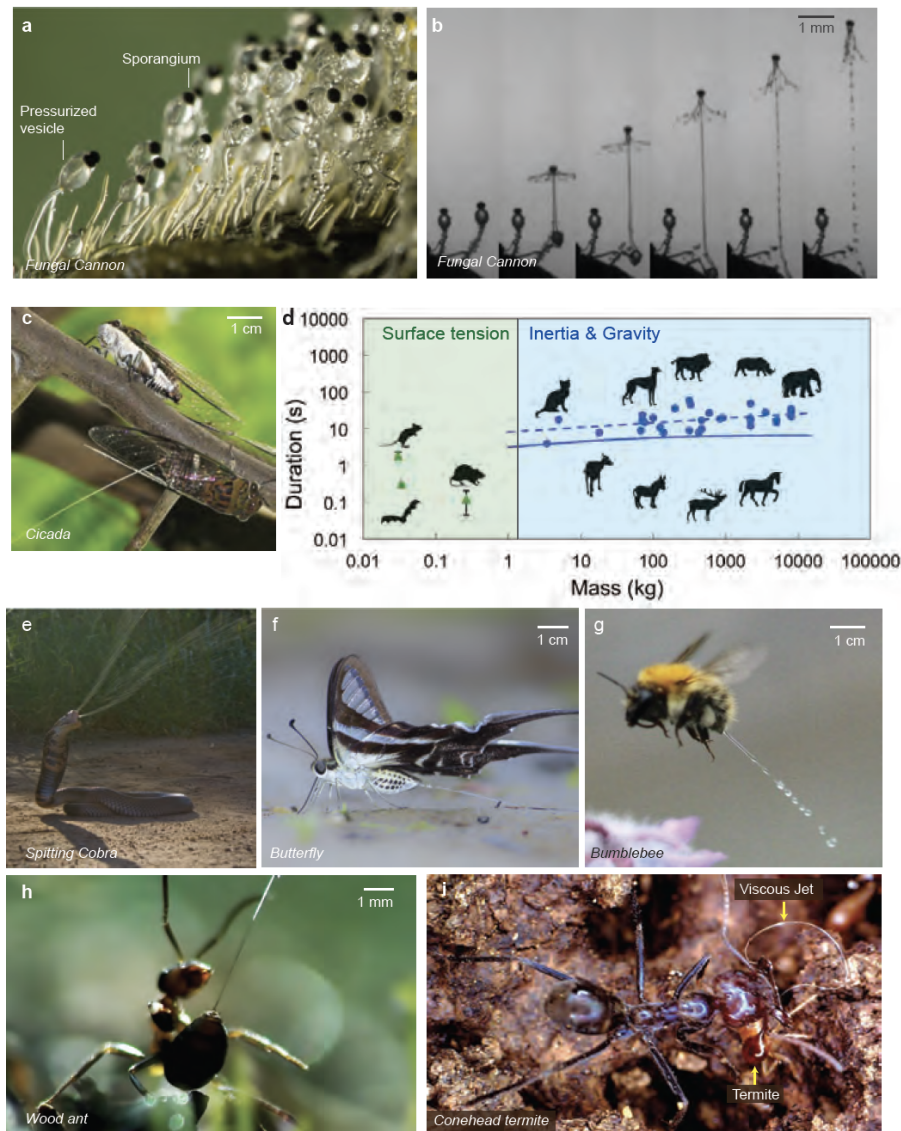 a
Sporangium
Pressurized
vesicle
Fungal Cannon
b
1 mm
Fungal Cannon
c
1 cm
Cicada
d
10000
1000
100
10
1
0.1
0.01
Duration (s)
Surface tension
Inertia & Gravity
0.01
0.1
1
10
100
1000
10000
100000
Mass (kg)
e
Spitting Cobra
f
1 cm
Butterfly
g
1 cm
Bumblebee
h
1 mm
Wood ant
i
Viscous Jet
Termite
Conehead termite